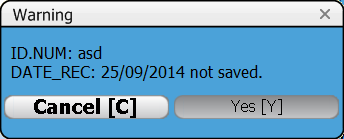 Warning
ID.NUM: asd
DATE_REC: 25/09/2014 not saved.
Cancel [C] Yes [Y]